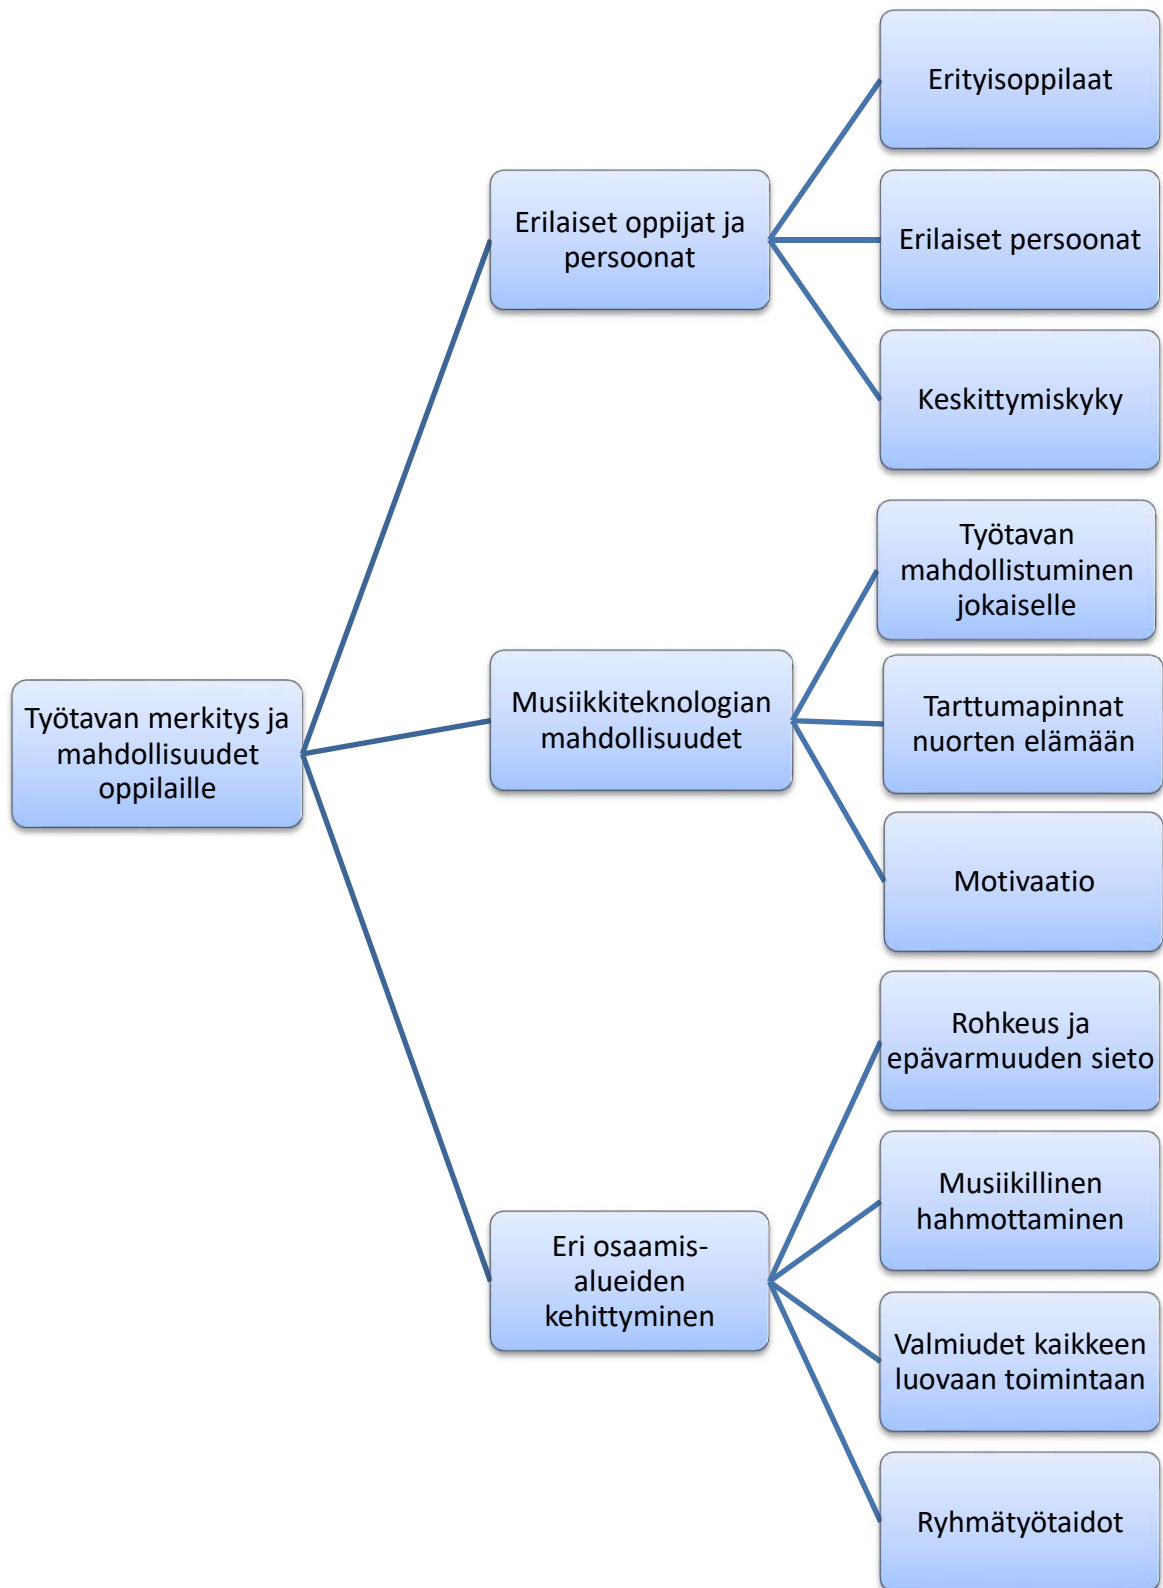 Erityisoppilaat
Erilaiset oppijat ja
persoonat
Erilaiset persoonat
Keskittymiskyky
Työtavan
mahdollistuminen
jokaiselle
Työtavan merkitys ja
mahdollisuudet
oppilaille
Musiikkiteknologian
mahdollisuudet
Tarttumapinnat
nuorten elämään
Motivaatio
Rohkeus ja
epävarmuuden sieto
Musiikillinen
hahmottaminen
Eri osaamis-
alueiden
kehittyminen
Valmiudet kaikkeen
luovaan toimintaan
Ryhmätyötaidot